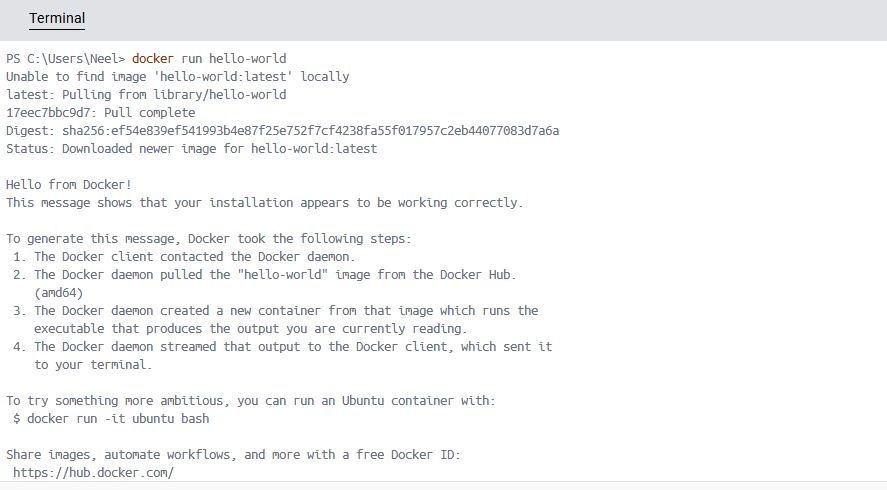 Terminal
PS C:\Users\Neel> docker run hello-world
Unable to find image 'hello-world:latest' locally
latest: Pulling from library/hello-world
17eec7bbc9d7: Pull complete
Digest: sha256:ef54e839ef541993b4e87f25e752f7cf4238fa55f017957c2eb44077083d7a6a
Status: Downloaded newer image for hello-world:latest

Hello from Docker!
This message shows that your installation appears to be working correctly.

To generate this message, Docker took the following steps:
 1. The Docker client contacted the Docker daemon.
 2. The Docker daemon pulled the "hello-world" image from the Docker Hub.
    (amd64)
 3. The Docker daemon created a new container from that image which runs the
    executable that produces the output you are currently reading.
 4. The Docker daemon streamed that output to the Docker client, which sent it
    to your terminal.

To try something more ambitious, you can run an Ubuntu container with:
 $ docker run -it ubuntu bash

Share images, automate workflows, and more with a free Docker ID:
 https://hub.docker.com/